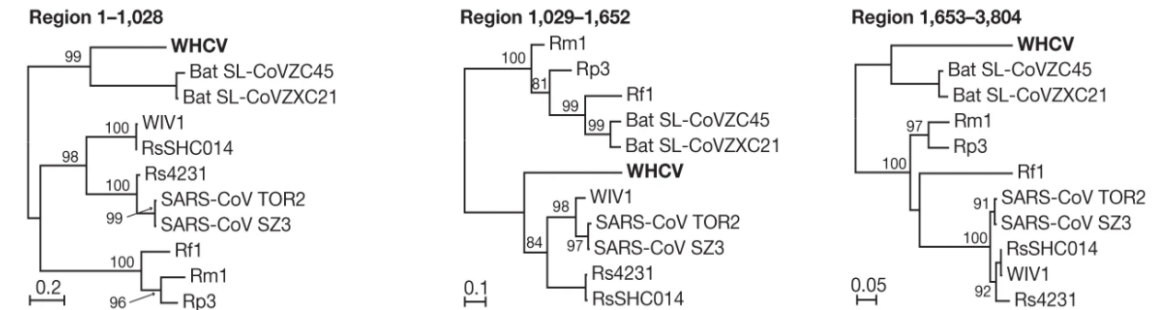 Region 1–1,028
99
WHCV
Bat SL-CoVZC45
Bat SL-CoVZXC21
100
WIV1
RsSHC014
98
Rs4231
100
SARS-CoV TOR2
99
SARS-CoV SZ3
Rf1
100
Rm1
96
Rp3
0.2
Region 1,029–1,652
100
Rm1
81
Rp3
99
Rf1
99
Bat SL-CoVZC45
Bat SL-CoVZXC21
WHCV
98
WIV1
SARS-CoV TOR2
84
97
SARS-CoV SZ3
Rs4231
RsSHC014
0.1
Region 1,653–3,804
WHCV
Bat SL-CoVZC45
Bat SL-CoVZXC21
97
Rm1
Rp3
100
Rf1
91
SARS-CoV TOR2
SARS-CoV SZ3
100
RsSHC014
WIV1
92
Rs4231
0.05